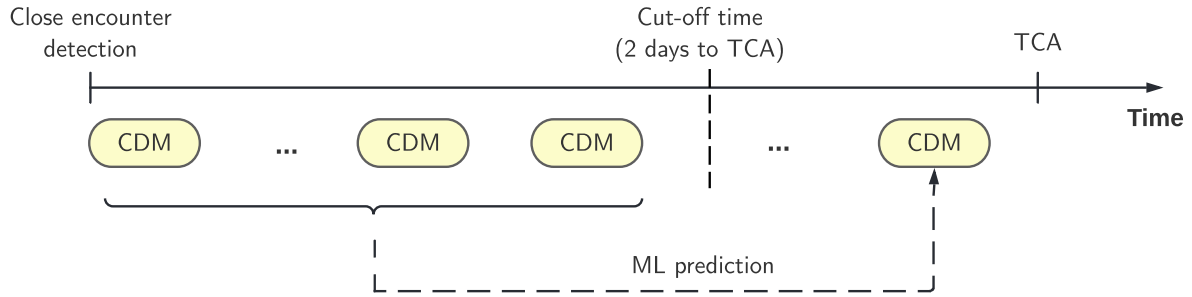 Close encounter
detection
Cut-off time
(2 days to TCA)
TCA
Time
CDM
...
CDM
CDM
...
CDM
ML prediction